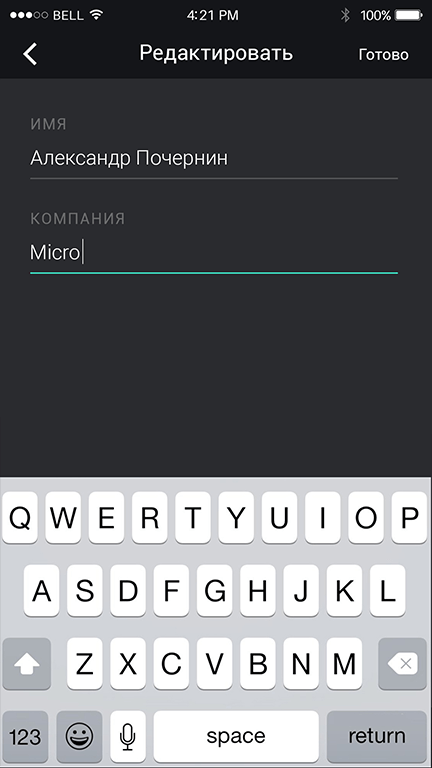 BELL 4:21 PM 100%
Редактировать Готово
ИМЯ
Александр Почернин
КОМПАНИЯ
Micro
Q W E R T Y U I O P
A S D F G H J K L
Z X C V B N M
123 space return